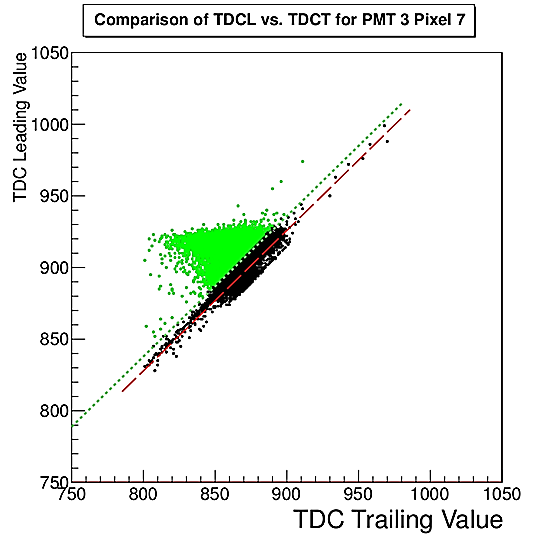 Comparison of TDCL vs. TDCT for PMT 3 Pixel 7
TDC Leading Value
1050
1000
950
900
850
800
750
750 800 850 900 950 1000 1050
TDC Trailing Value